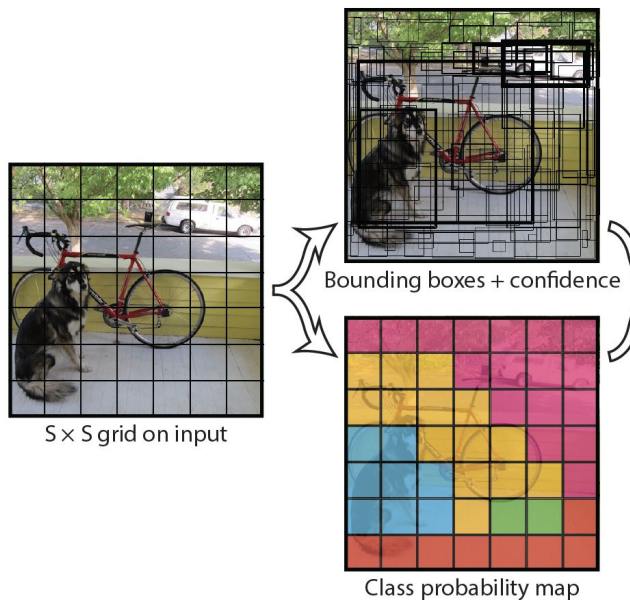 Bounding boxes + confidence
S × S grid on input
Class probability map